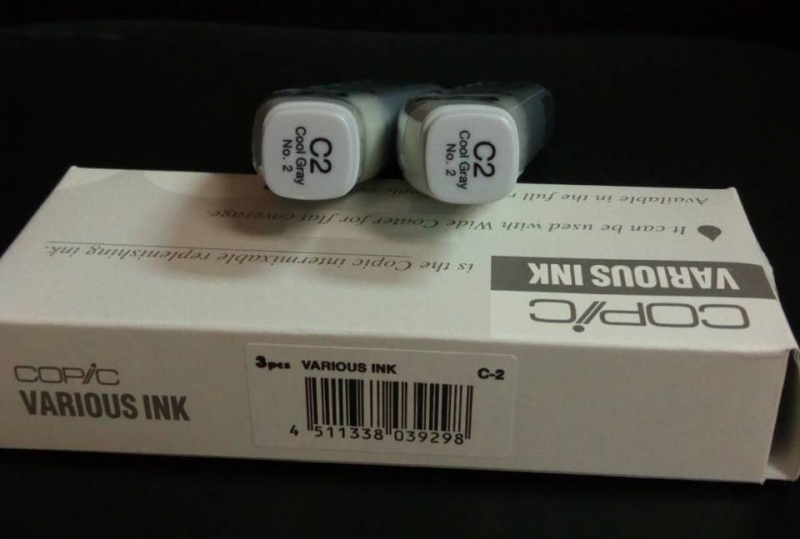 C2
Cool Gray
No. 2
C2
Cool Gray
No. 2
Available in the full
It can be used with Wide Coater for flat coverage.
is the Copic intermixable replenishing ink.
VARIOUS INK
COPiC
COPiC
VARIOUS INK
3pcs VARIOUS INK C-2
4 511338 039298